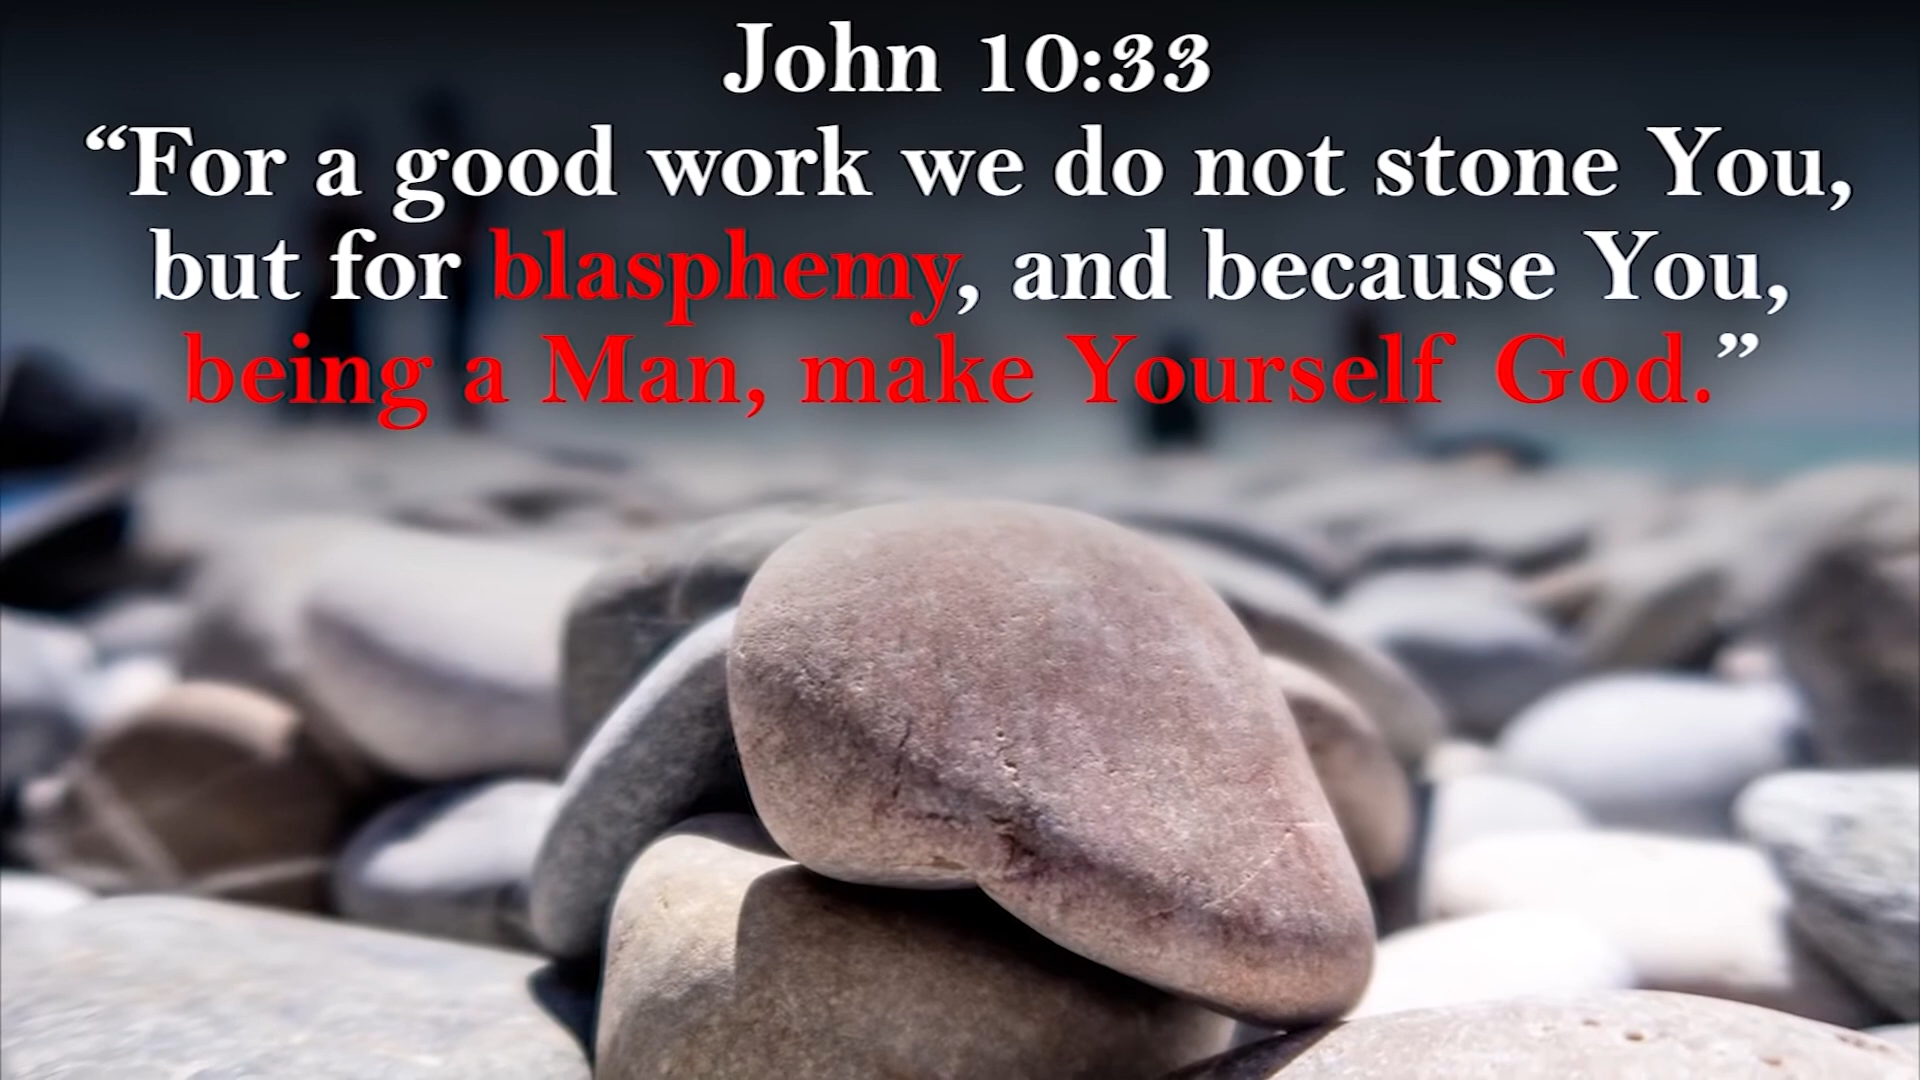 John 10:33
“For a good work we do not stone You,
but for blasphemy, and because You,
being a Man, make Yourself God.”